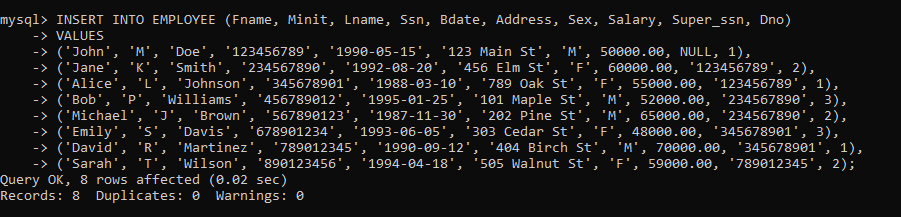 mysql> INSERT INTO EMPLOYEE (Fname, Minit, Lname, Ssn, Bdate, Address, Sex, Salary, Super_ssn, Dno)
    -> VALUES
    -> ('John', 'M', 'Doe', '123456789', '1990-05-15', '123 Main St', 'M', 50000.00, NULL, 1),
    -> ('Jane', 'K', 'Smith', '234567890', '1992-08-20', '456 Elm St', 'F', 60000.00, '123456789', 2),
    -> ('Alice', 'L', 'Johnson', '345678901', '1988-03-10', '789 Oak St', 'F', 55000.00, '123456789', 1),
    -> ('Bob', 'P', 'Williams', '456789012', '1995-01-25', '101 Maple St', 'M', 52000.00, '234567890', 3),
    -> ('Michael', 'J', 'Brown', '567890123', '1987-11-30', '202 Pine St', 'M', 65000.00, '234567890', 2),
    -> ('Emily', 'S', 'Davis', '678901234', '1993-06-05', '303 Cedar St', 'F', 48000.00, '345678901', 3),
    -> ('David', 'R', 'Martinez', '789012345', '1990-09-12', '404 Birch St', 'M', 70000.00, '345678901', 1),
    -> ('Sarah', 'T', 'Wilson', '890123456', '1994-04-18', '505 Walnut St', 'F', 59000.00, '789012345', 2);
Query OK, 8 rows affected (0.02 sec)
Records: 8  Duplicates: 0  Warnings: 0